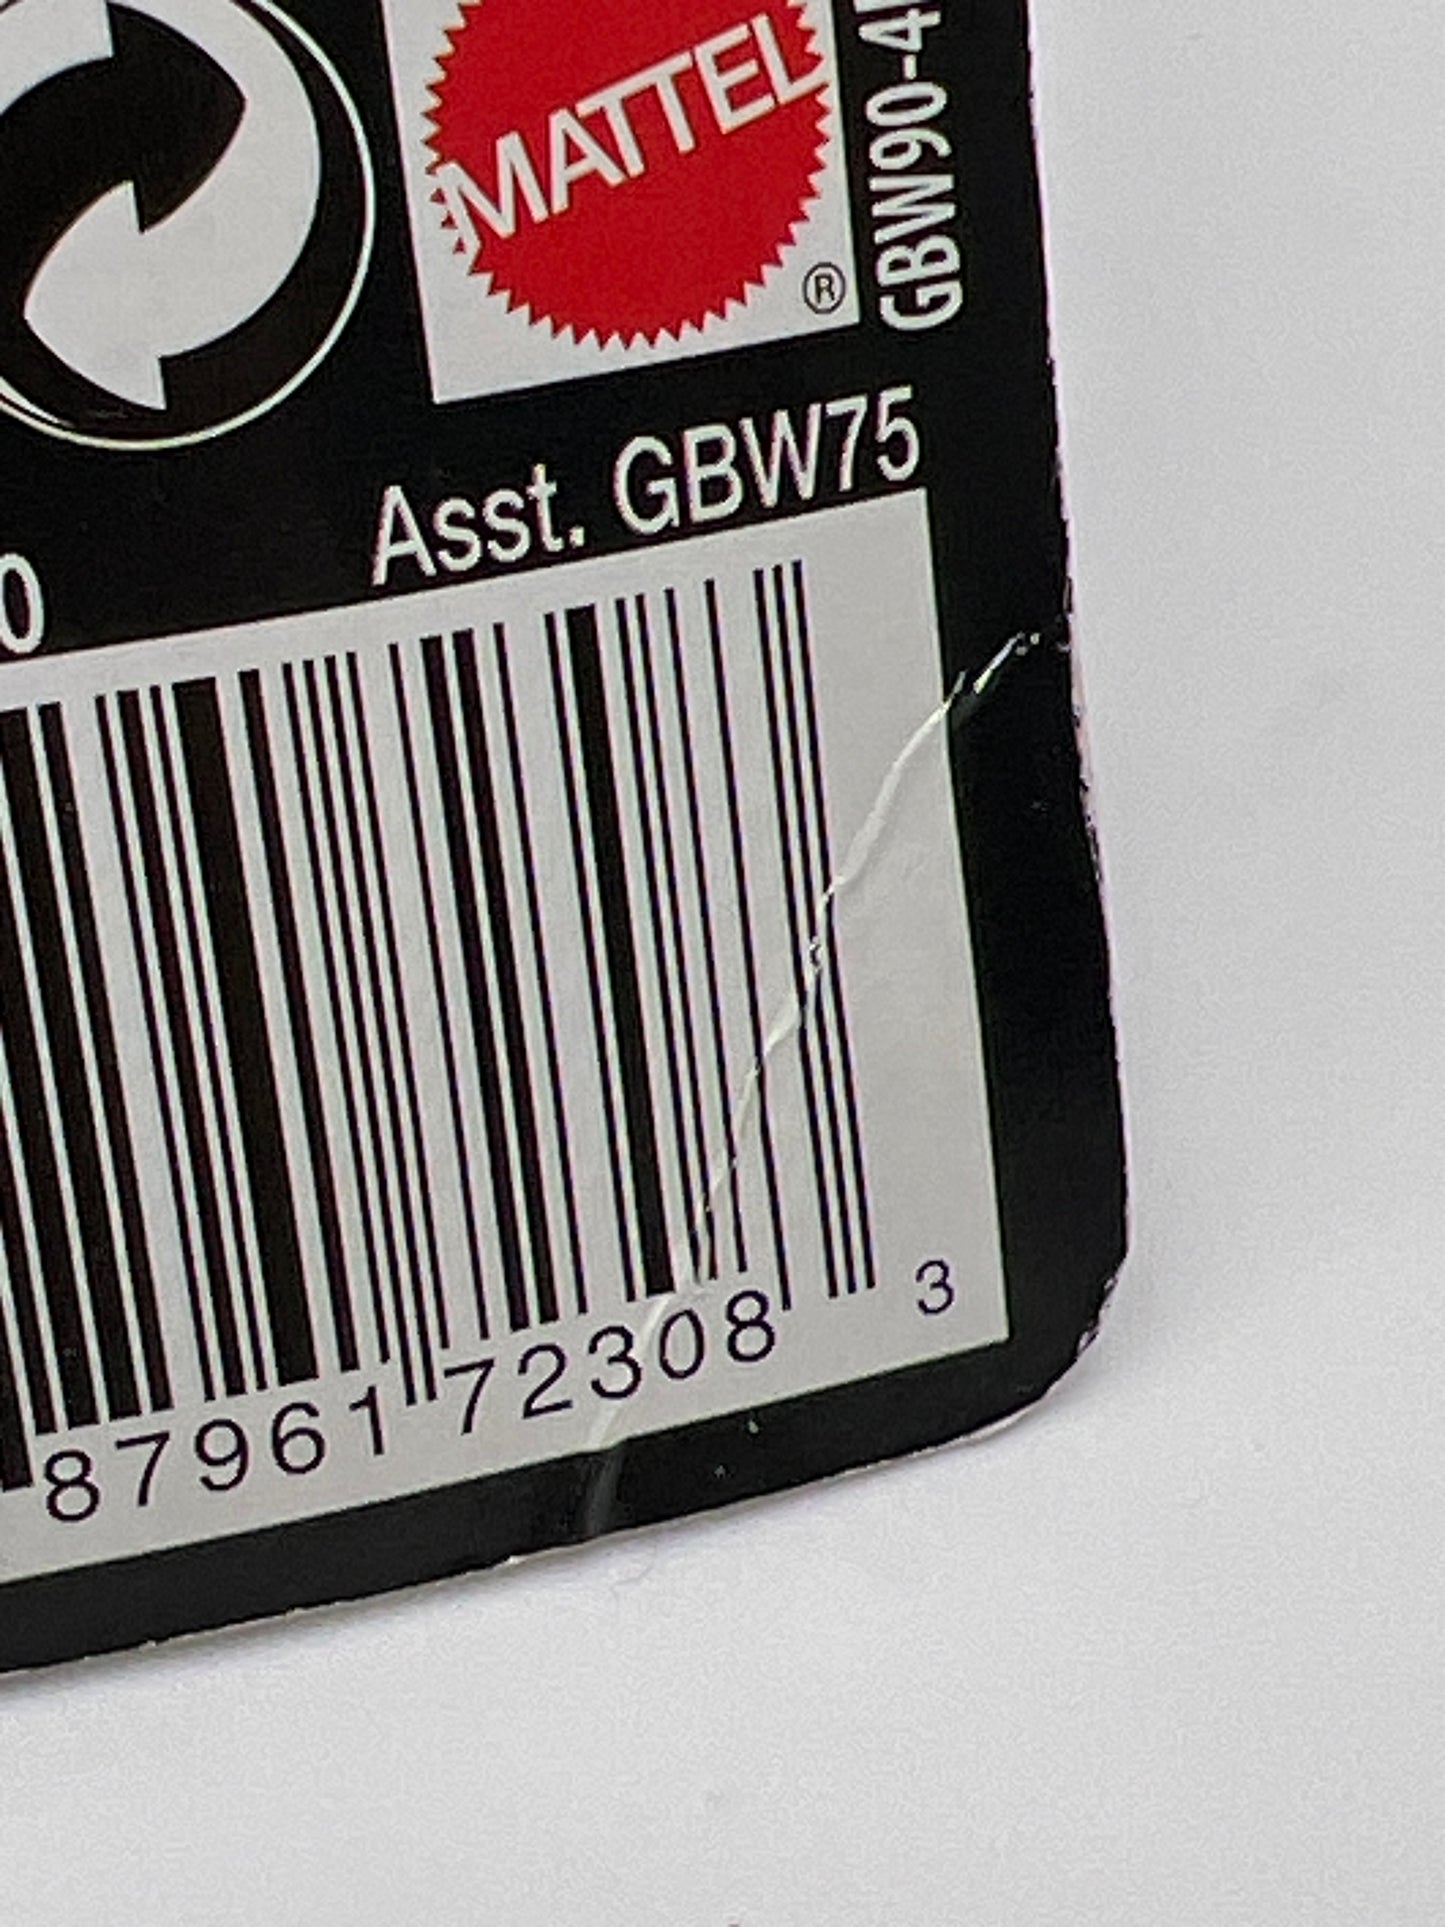 MATTEL
®
GBW90-4
Asst. GBW75
0
87961 72308 3